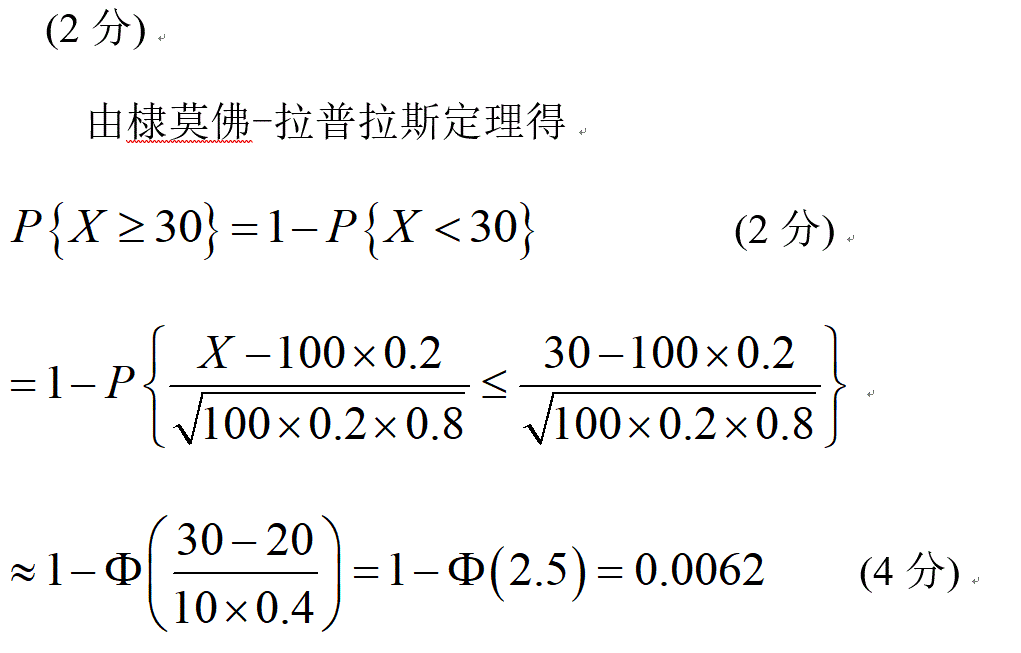 (2 分)
由棣莫佛-拉普拉斯定理得
P{X ≥ 30} = 1 − P{X < 30} (2 分)
= 1 − P{ (X − 100 × 0.2) / √(100 × 0.2 × 0.8) ≤ (30 − 100 × 0.2) / √(100 × 0.2 × 0.8) }
≈ 1 − Φ( (30 − 20) / (10 × 0.4) ) = 1 − Φ(2.5) = 0.0062 (4 分)